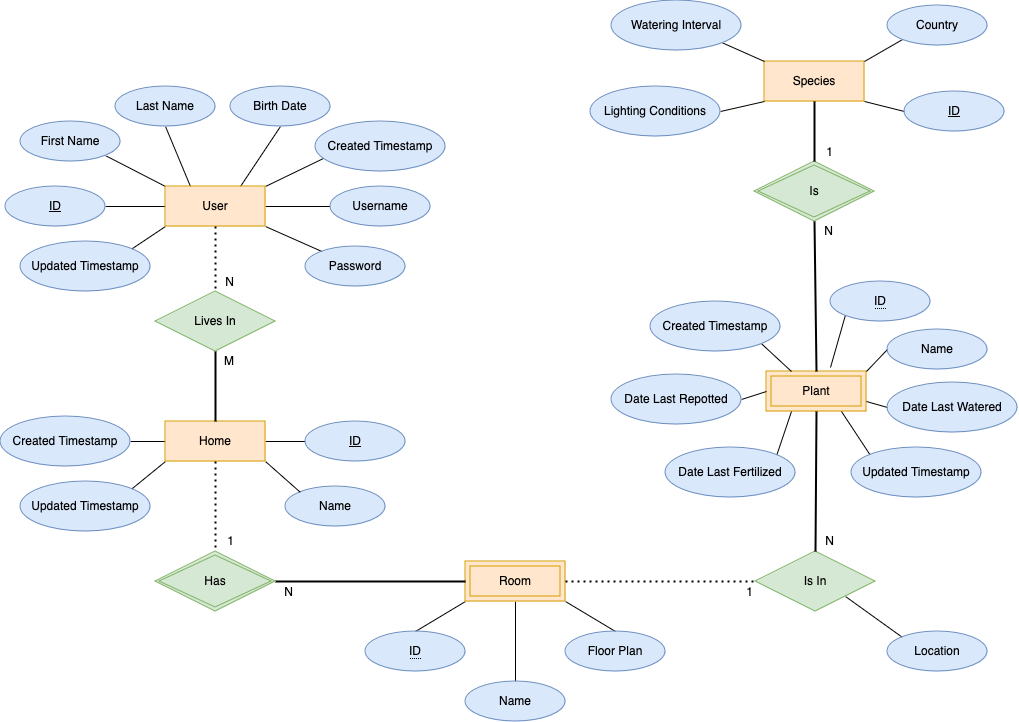 Watering Interval
Country
Species
Lighting Conditions
ID
1
Is
N
Last Name
Birth Date
First Name
Created Timestamp
ID
User
Username
Updated Timestamp
Password
N
Lives In
M
Created Timestamp
Home
ID
Updated Timestamp
Name
1
Has
N
Room
1
Is In
N
ID
Floor Plan
Name
Location
ID
Created Timestamp
Name
Plant
Date Last Repotted
Date Last Watered
Date Last Fertilized
Updated Timestamp